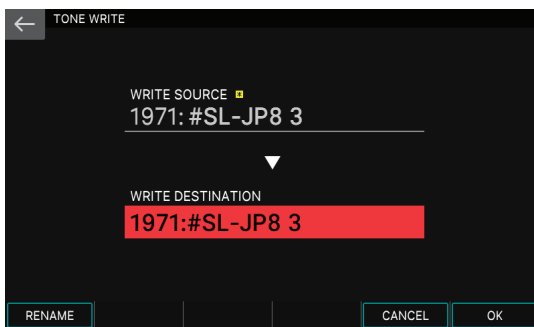 TONE WRITE
WRITE SOURCE
1971: #SL-JP8 3
WRITE DESTINATION
1971:#SL-JP8 3
RENAME CANCEL OK